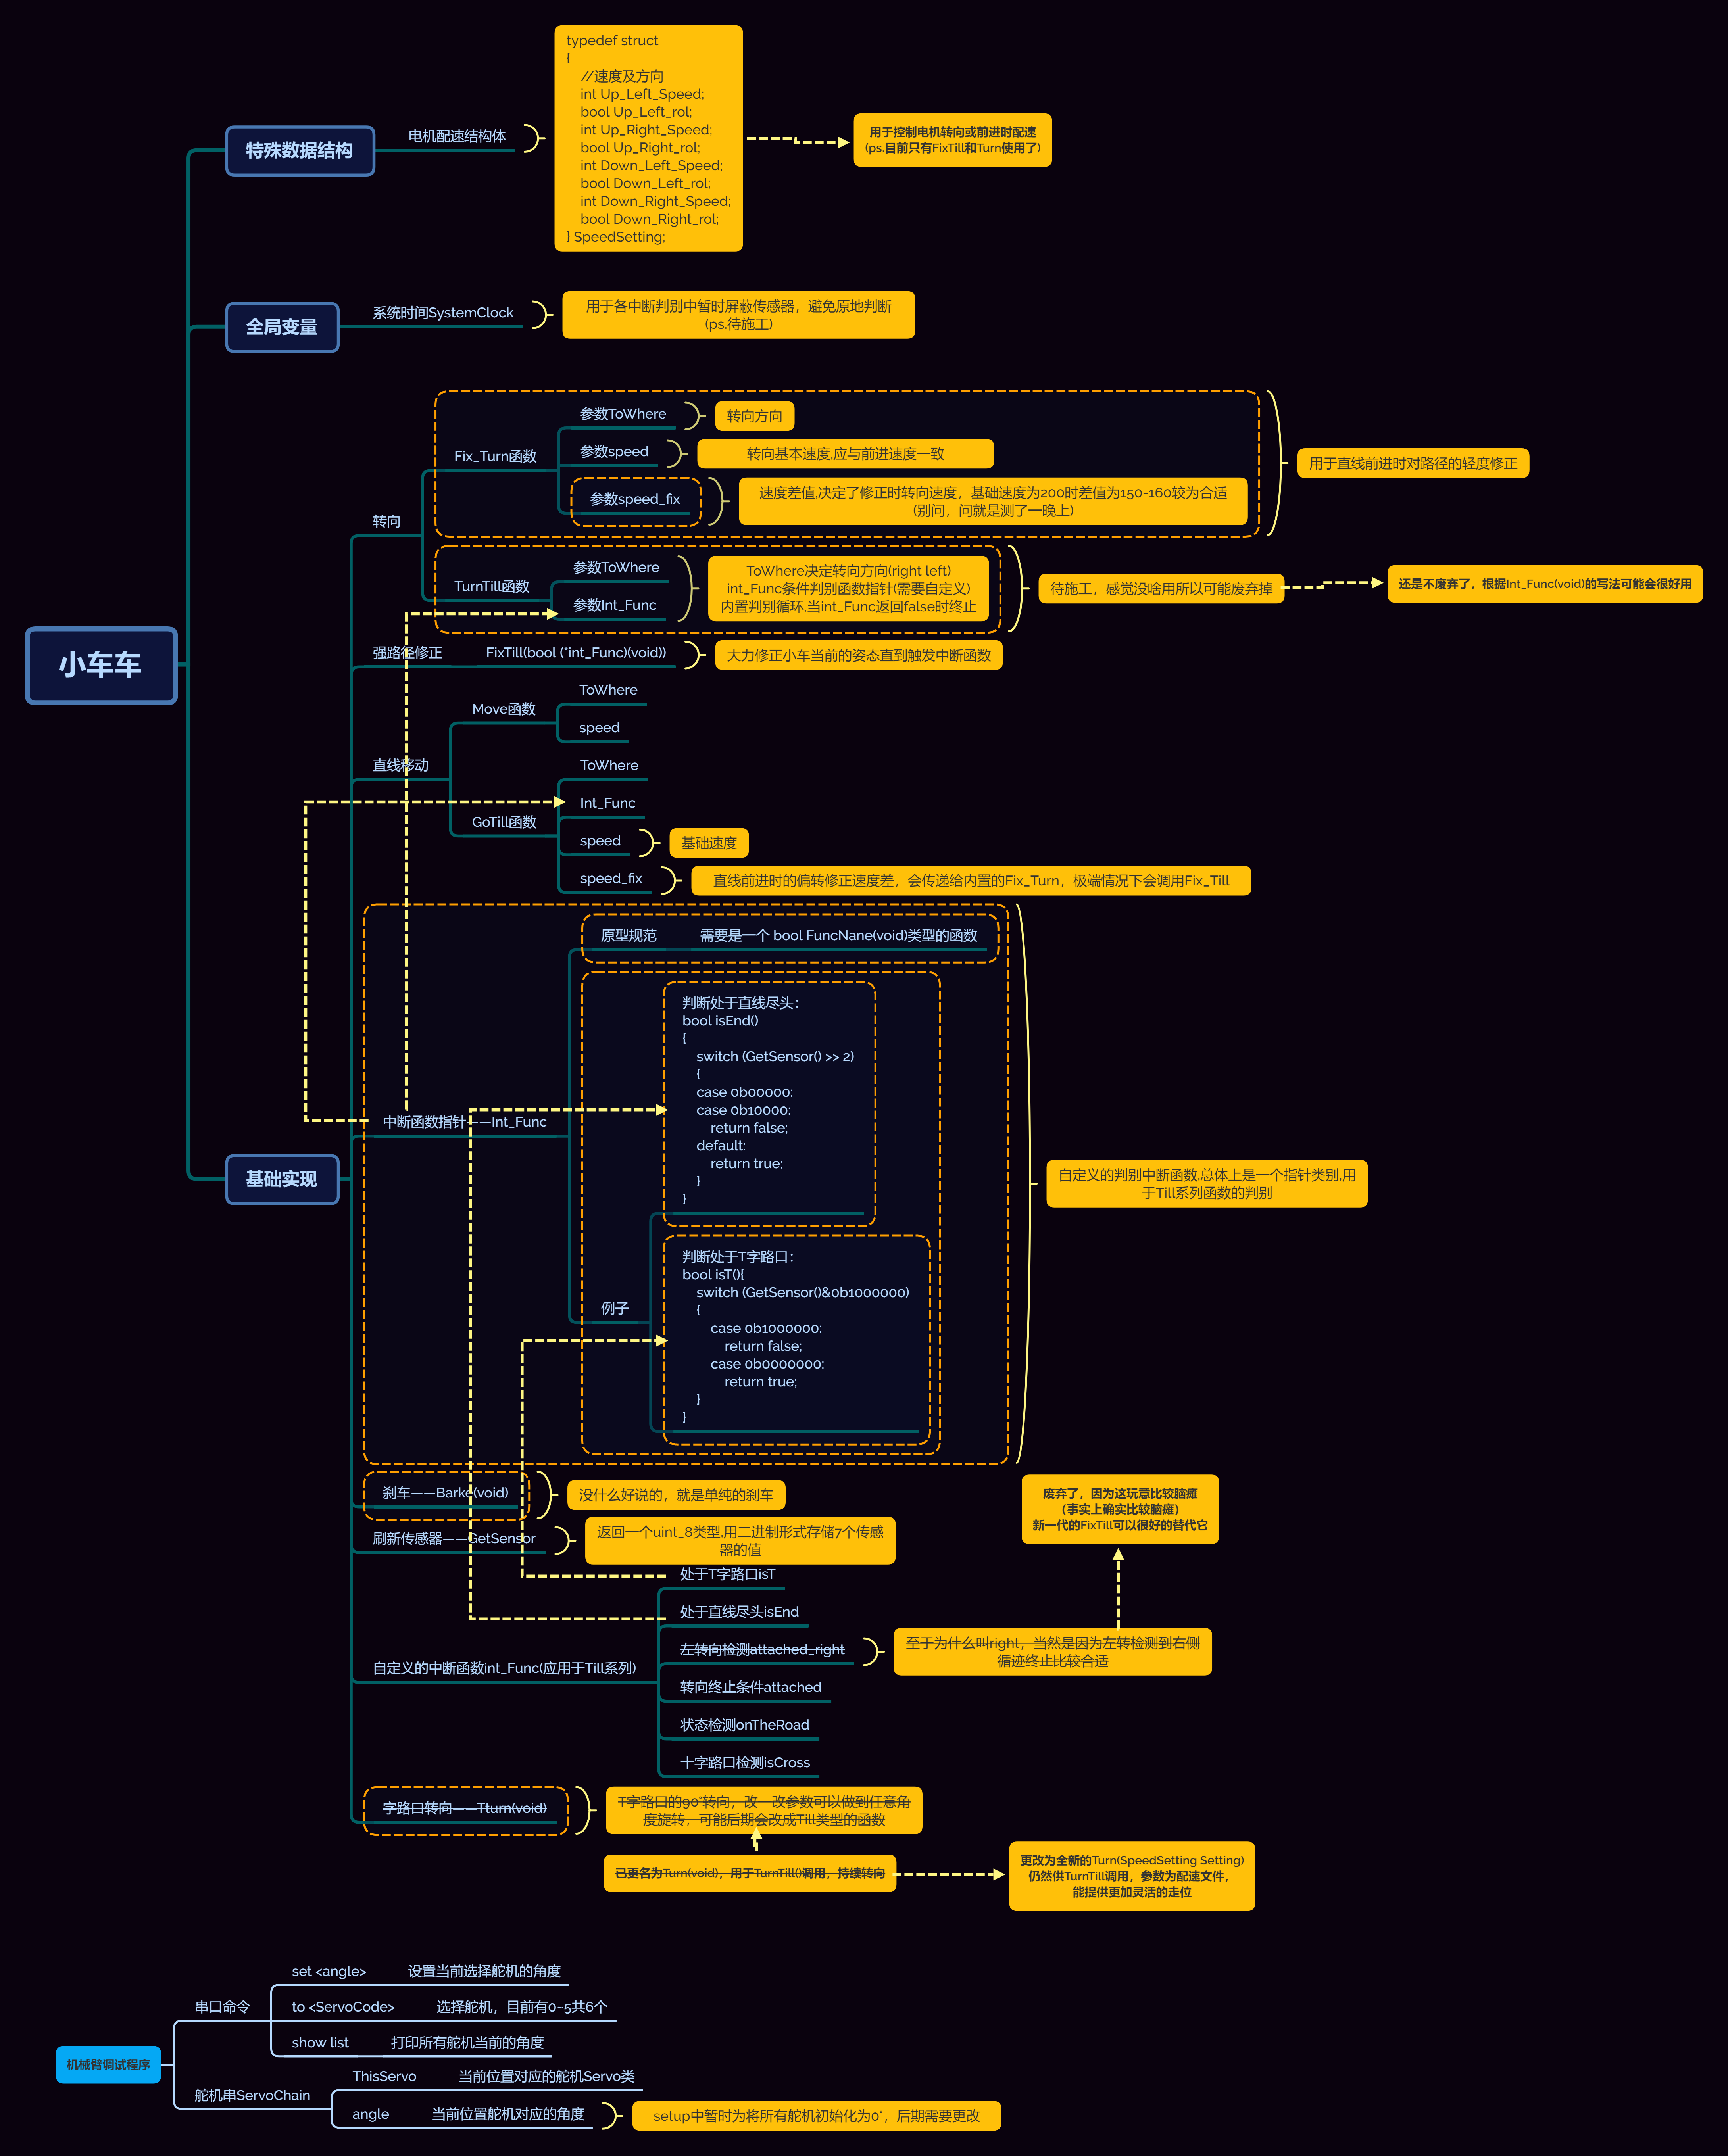 小车车
特殊数据结构
电机配速结构体
typedef struct
{
//速度及方向
int Up_Left_Speed;
bool Up_Left_rol;
int Up_Right_Speed;
bool Up_Right_rol;
int Down_Left_Speed;
bool Down_Left_rol;
int Down_Right_Speed;
bool Down_Right_rol;
} SpeedSetting;
用于控制电机转向或前进时配速
(ps.目前只有FixTill和Turn使用了)
全局变量
系统时间SystemClock
用于各中断判别中暂时屏蔽传感器，避免原地判断
(ps.待施工)
基础实现
转向
Fix_Turn函数
参数ToWhere
转向方向
参数speed
转向基本速度,应与前进速度一致
参数speed_fix
速度差值,决定了修正时转向速度，基础速度为200时差值为150-160较为合适
(别问，问就是测了一晚上)
用于直线前进时对路径的轻度修正
TurnTill函数
参数ToWhere
参数Int_Func
ToWhere决定转向方向(right left)
int_Func条件判别函数指针(需要自定义)
内置判别循环,当int_Func返回false时终止
待施工，感觉没啥用所以可能废弃掉
还是不废弃了，根据Int_Func(void)的写法可能会很好用
强路径修正
FixTill(bool (*int_Func)(void))
大力修正小车当前的姿态直到触发中断函数
直线移动
Move函数
ToWhere
speed
GoTill函数
ToWhere
Int_Func
speed
基础速度
speed_fix
直线前进时的偏转修正速度差，会传递给内置的Fix_Turn，极端情况下会调用Fix_Till
中断函数指针——Int_Func
原型规范
需要是一个 bool FuncNane(void)类型的函数
例子
判断处于直线尽头：
bool isEnd()
{
switch (GetSensor() >> 2)
{
case 0b00000:
case 0b10000:
return false;
default:
return true;
}
}
判断处于T字路口：
bool isT(){
switch (GetSensor()&0b1000000)
{
case 0b1000000:
return false;
case 0b0000000:
return true;
}
}
自定义的判别中断函数,总体上是一个指针类别,用
于Till系列函数的判别
刹车——Barke(void)
没什么好说的，就是单纯的刹车
刷新传感器——GetSensor
返回一个uint_8类型,用二进制形式存储7个传感
器的值
自定义的中断函数int_Func(应用于Till系列)
处于T字路口isT
处于直线尽头isEnd
左转向检测attached_right
至于为什么叫right，当然是因为左转检测到右侧
循迹终止比较合适
废弃了，因为这玩意比较脑瘫
（事实上确实比较脑瘫）
新一代的FixTill可以很好的替代它
转向终止条件attached
状态检测onTheRoad
十字路口检测isCross
字路口转向——Tturn(void)
T字路口的90°转向，改一改参数可以做到任意角
度旋转，可能后期会改成Till类型的函数
已更名为Turn(void)，用于TurnTill()调用，持续转向
更改为全新的Turn(SpeedSetting Setting)
仍然供TurnTill调用，参数为配速文件，
能提供更加灵活的走位
机械臂调试程序
串口命令
set <angle>
设置当前选择舵机的角度
to <ServoCode>
选择舵机，目前有0~5共6个
show list
打印所有舵机当前的角度
舵机串ServoChain
ThisServo
当前位置对应的舵机Servo类
angle
当前位置舵机对应的角度
setup中暂时为将所有舵机初始化为0°，后期需要更改